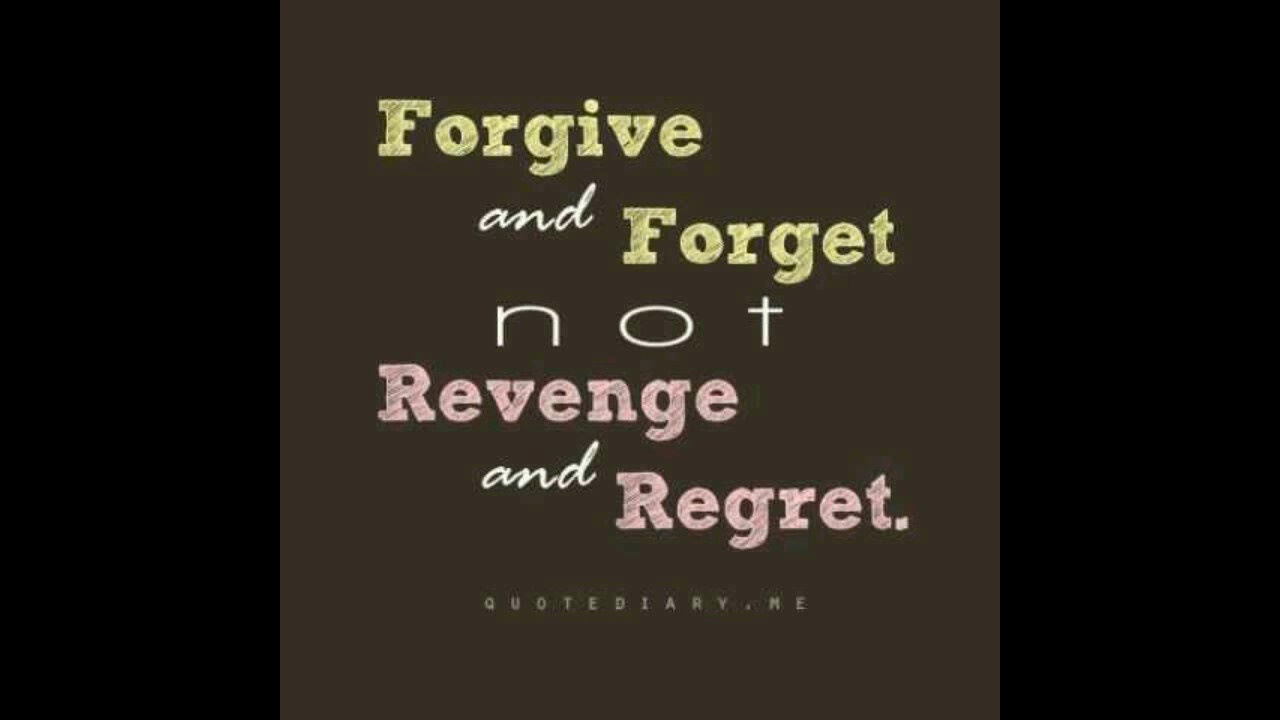 Forgive
and Forget
not
Revenge
and Regret.
QUOTEDIARY.ME